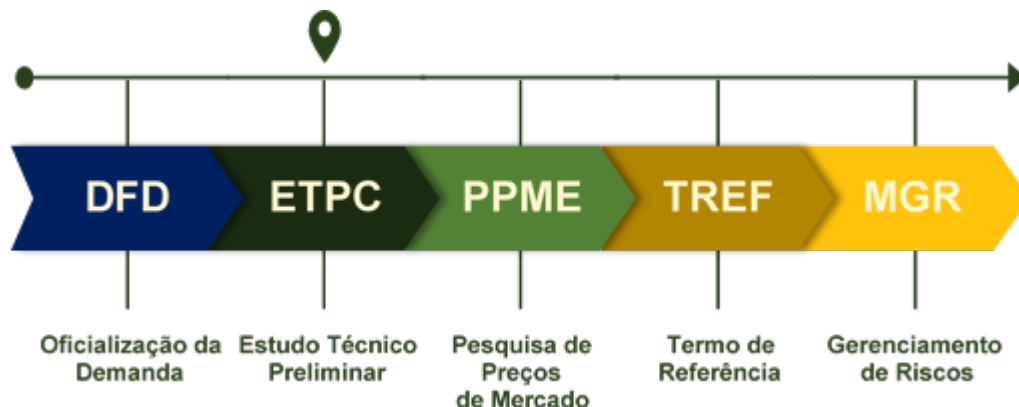 DFD
ETPC
PPME
TREF
MGR
Oficialização da
Demanda
Estudo Técnico
Preliminar
Pesquisa de
Preços
de Mercado
Termo de
Referência
Gerenciamento
de Riscos